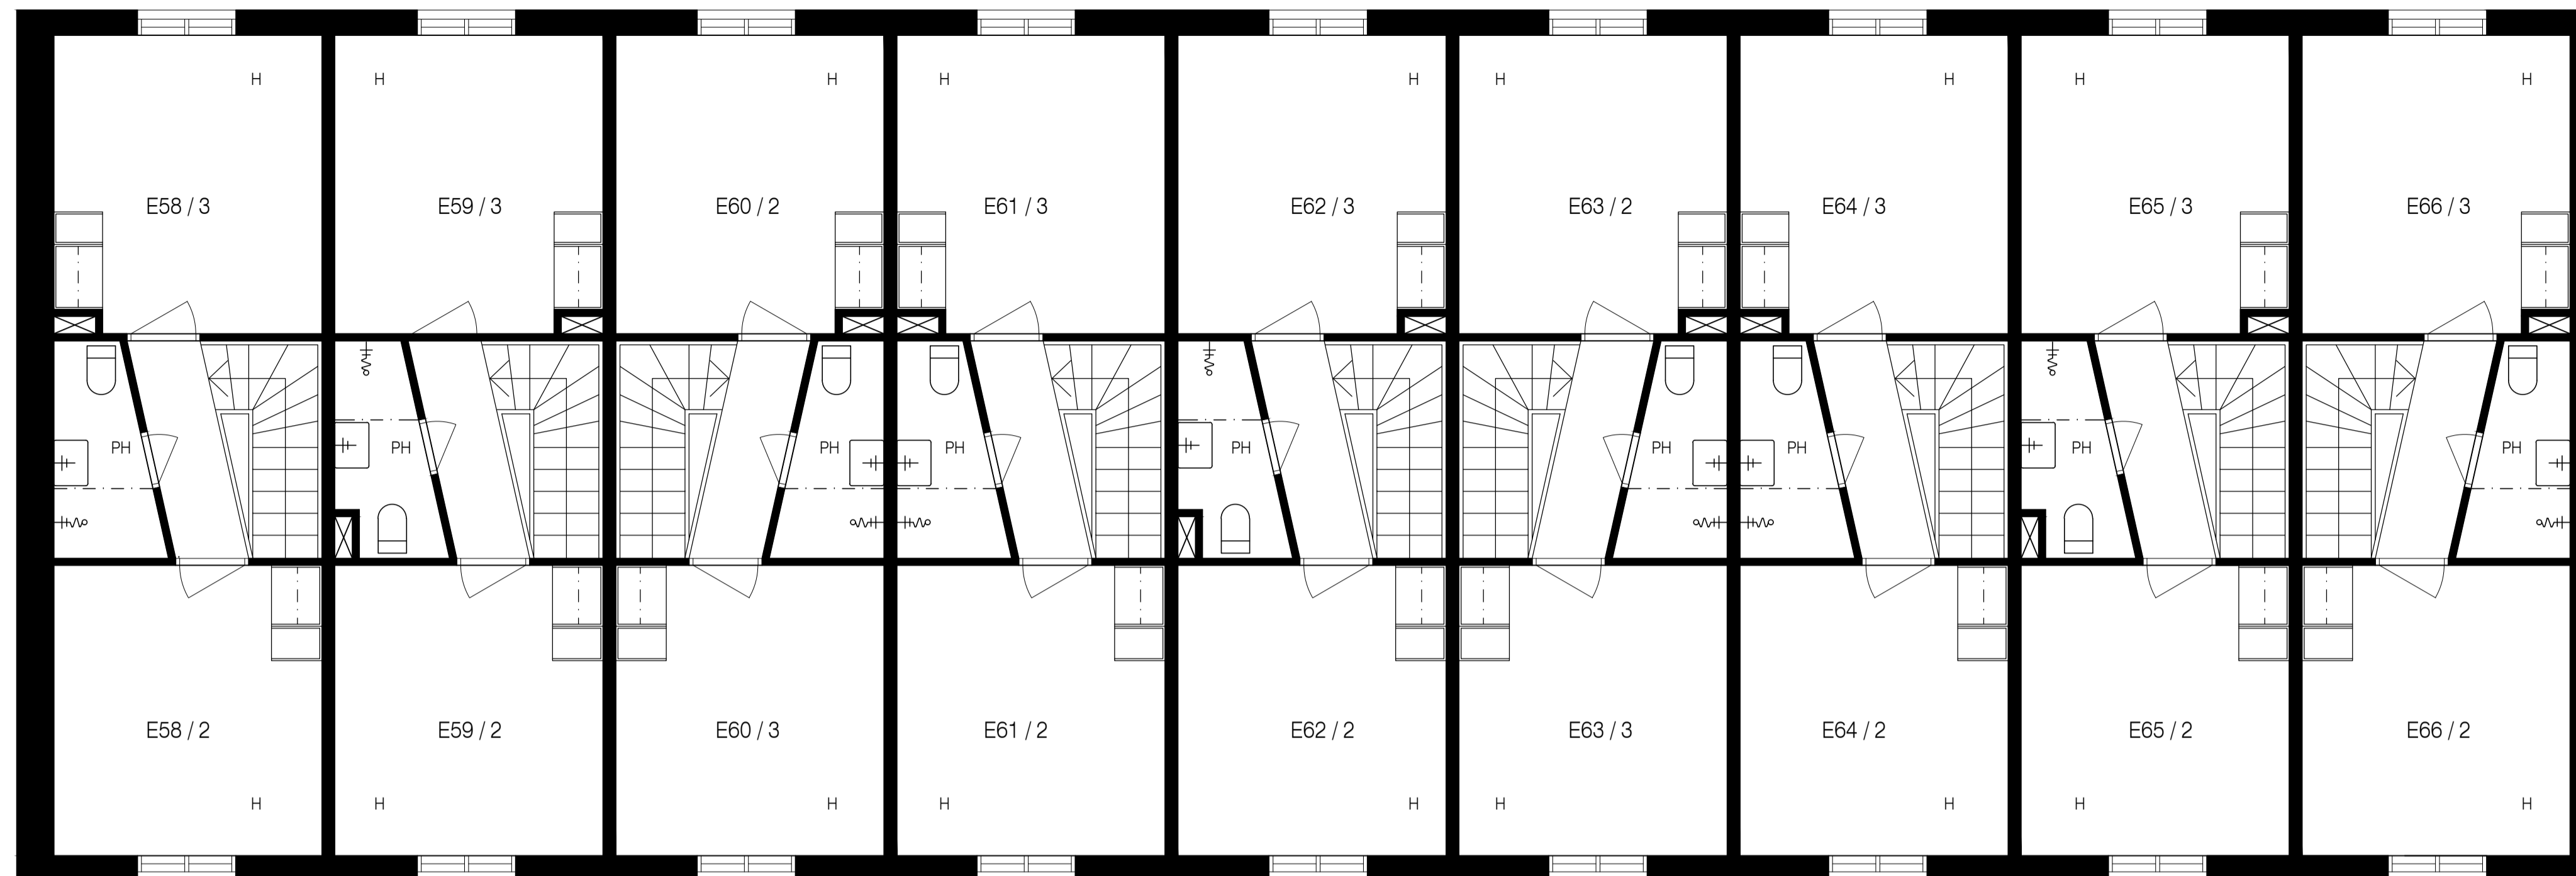 H H H H H H H H H
E58 / 3 E59 / 3 E60 / 2 E61 / 3 E62 / 3 E63 / 2 E64 / 3 E65 / 3 E66 / 3
PH PH PH PH PH PH PH PH PH
E58 / 2 E59 / 2 E60 / 3 E61 / 2 E62 / 2 E63 / 3 E64 / 2 E65 / 2 E66 / 2
H H H H H H H H H